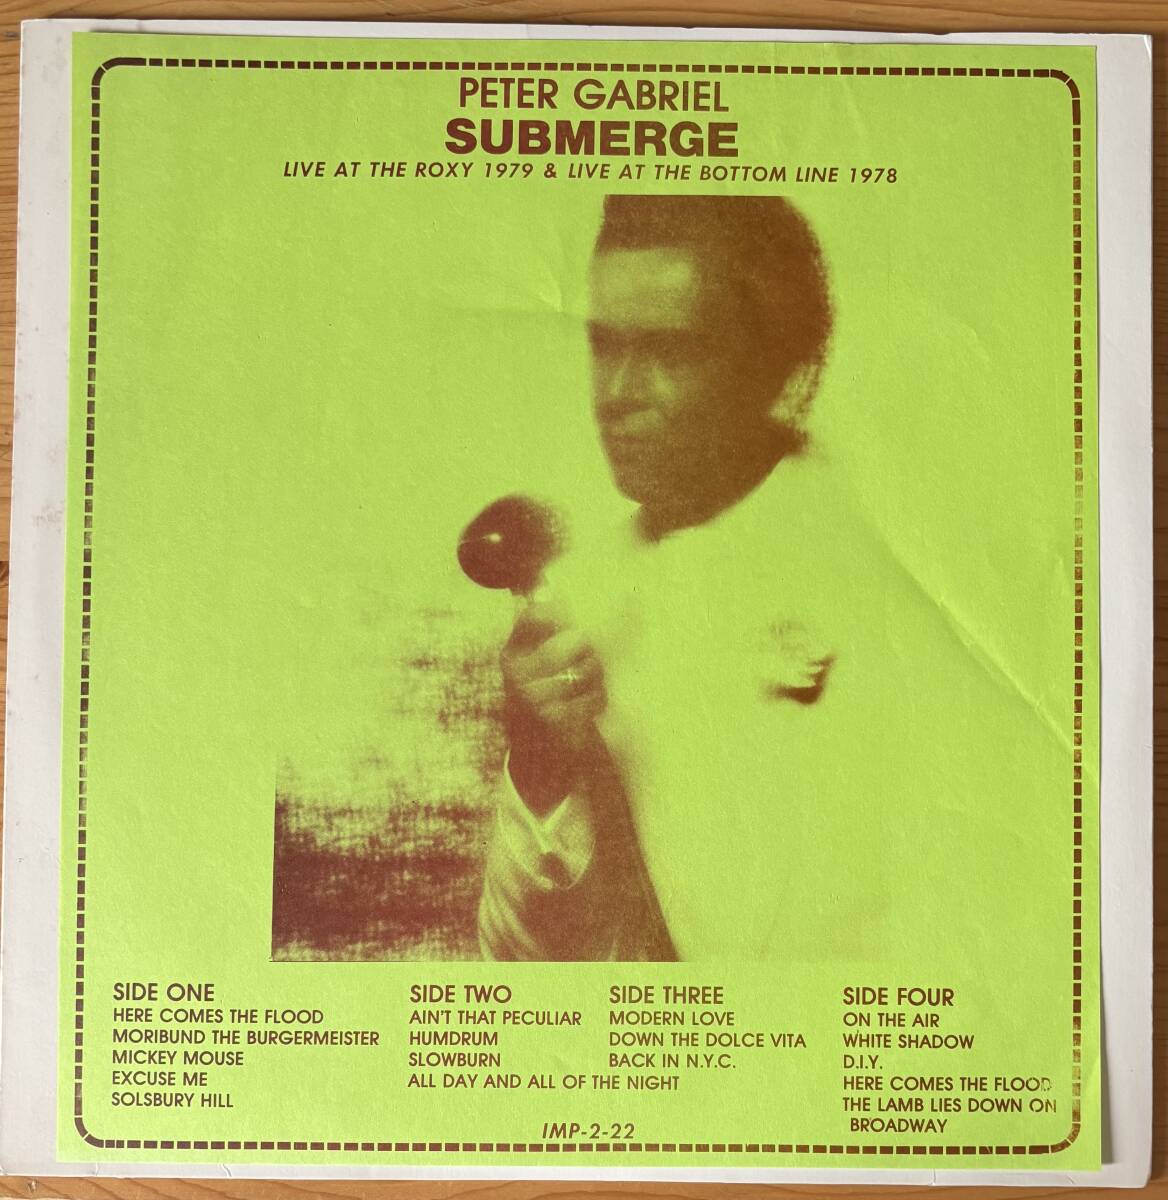 PETER GABRIEL
SUBMERGE
LIVE AT THE ROXY 1979 & LIVE AT THE BOTTOM LINE 1978
SIDE ONE
HERE COMES THE FLOOD
MORIBUND THE BURGERMEISTER
MICKEY MOUSE
EXCUSE ME
SOLSBURY HILL
SIDE TWO
AIN'T THAT PECULIAR
HUMDRUM
SLOWBURN
ALL DAY AND ALL OF THE NIGHT
SIDE THREE
MODERN LOVE
DOWN THE DOLCE VITA
BACK IN N.Y.C.
SIDE FOUR
ON THE AIR
WHITE SHADOW
D.I.Y.
HERE COMES THE FLOOD
THE LAMB LIES DOWN ON
BROADWAY
IMP-2-22